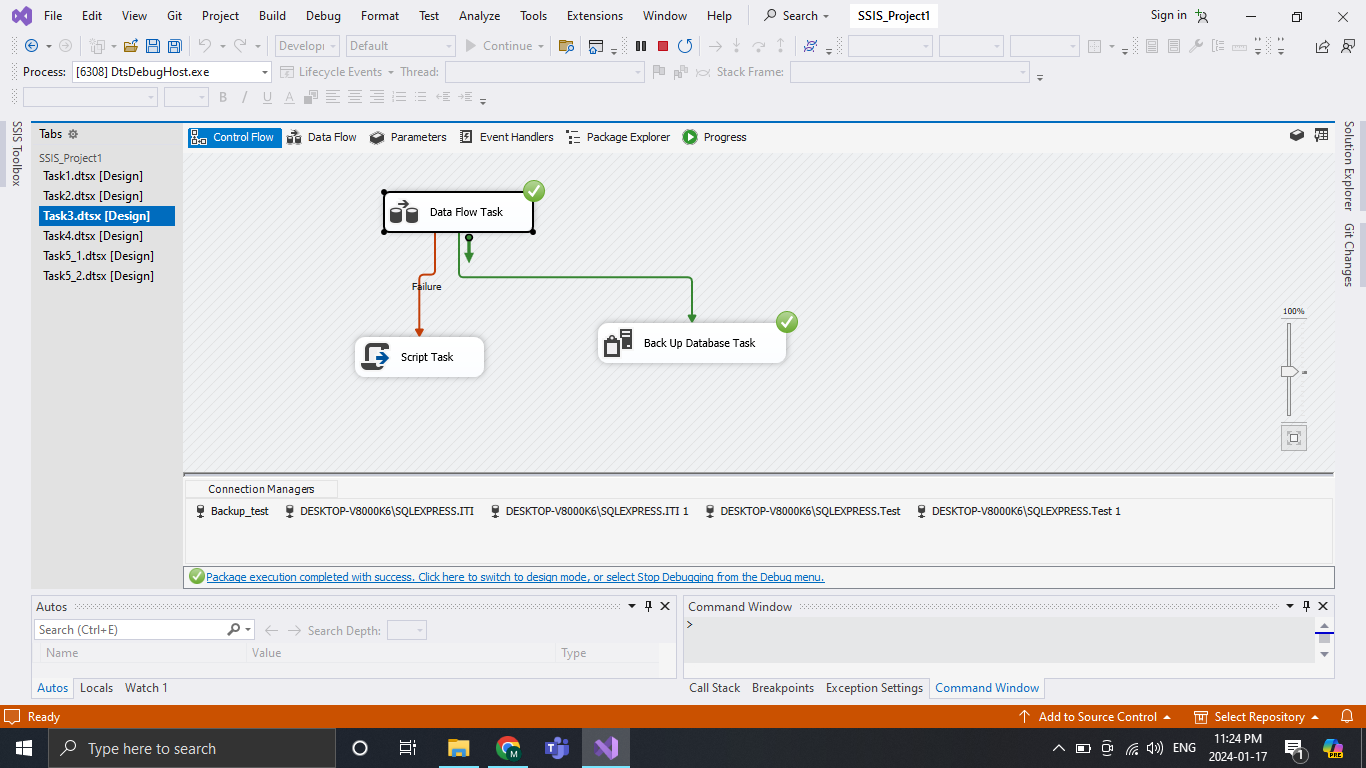 File Edit View Git Project Build Debug Format Test Analyze Tools Extensions Window Help Search SSIS_Project1 Sign in
Developi Default Continue
Process: [6308] DtsDebugHost.exe Lifecycle Events Thread: Stack Frame:
B I U A
SSIS Toolbox
Tabs
SSIS_Project1
Task1.dtsx [Design]
Task2.dtsx [Design]
Task3.dtsx [Design]
Task4.dtsx [Design]
Task5_1.dtsx [Design]
Task5_2.dtsx [Design]
Control Flow Data Flow Parameters Event Handlers Package Explorer Progress
Data Flow Task
Failure
Script Task
Back Up Database Task
100%
Solution Explorer
Git Changes
Connection Managers
Backup_test DESKTOP-V8000K6\SQLEXPRESS.ITI DESKTOP-V8000K6\SQLEXPRESS.ITI 1 DESKTOP-V8000K6\SQLEXPRESS.Test DESKTOP-V8000K6\SQLEXPRESS.Test 1
Package execution completed with success. Click here to switch to design mode, or select Stop Debugging from the Debug menu.
Autos
Search (Ctrl+E) Search Depth:
Name Value Type
Autos Locals Watch 1
Command Window
>
Call Stack Breakpoints Exception Settings Command Window
Ready Add to Source Control Select Repository
Type here to search
M
ENG
11:24 PM
2024-01-17
1
PRE